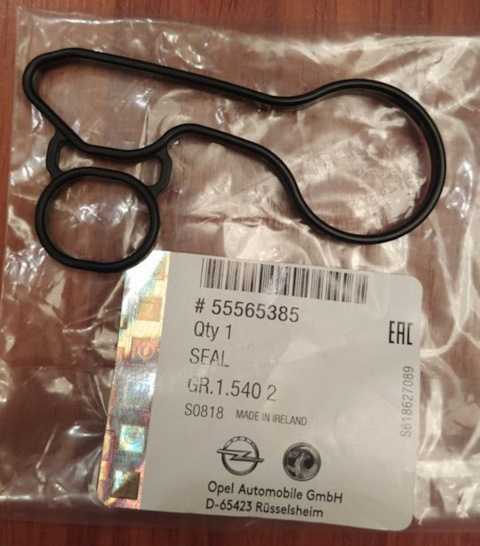 # 55565385
Qty 1
EAC
SEAL
GR.1.540 2
S0818 MADE IN IRELAND
S618627089
Opel Automobile GmbH
D-65423 Rüsselsheim